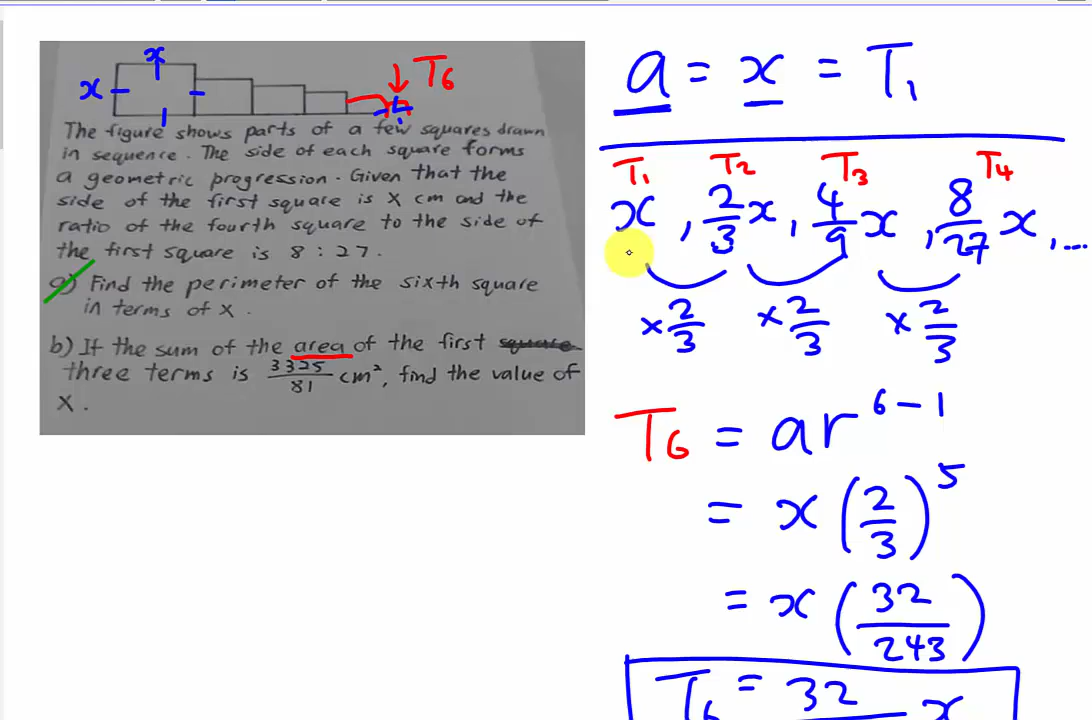 x
x
T6
The figure shows parts of a few squares drawn
in sequence. The side of each square forms
a geometric progression. Given that the
side of the first square is X cm and the
ratio of the fourth square to the side of
the first square is 8 : 27.
a) Find the perimeter of the sixth square
in terms of X.
b) If the sum of the area of the first square
three terms is 3325/81 cm², find the value of
X.
a = x = T1
T1 T2 T3 T4
x, 2/3 x, 4/9 x, 8/27 x, ...
×2/3 ×2/3 ×2/3
T6 = ar^6-1
= x (2/3)^5
= x (32/243)
T6 = 32 x